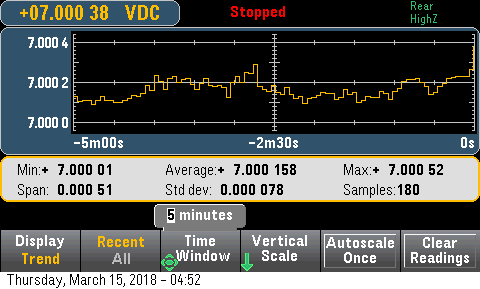 +07.000 38 VDC Stopped Rear
HighZ
7.000 4
7.000 2
7.000 0
-5m00s -2m30s 0s
Min:+ 7.000 01 Average:+ 7.000 158 Max:+ 7.000 52
Span: 0.000 51 Std dev: 0.000 078 Samples:180
5 minutes
Display Recent Time Vertical Autoscale Clear
Trend All Window Scale Once Readings
Thursday, March 15, 2018 - 04:52